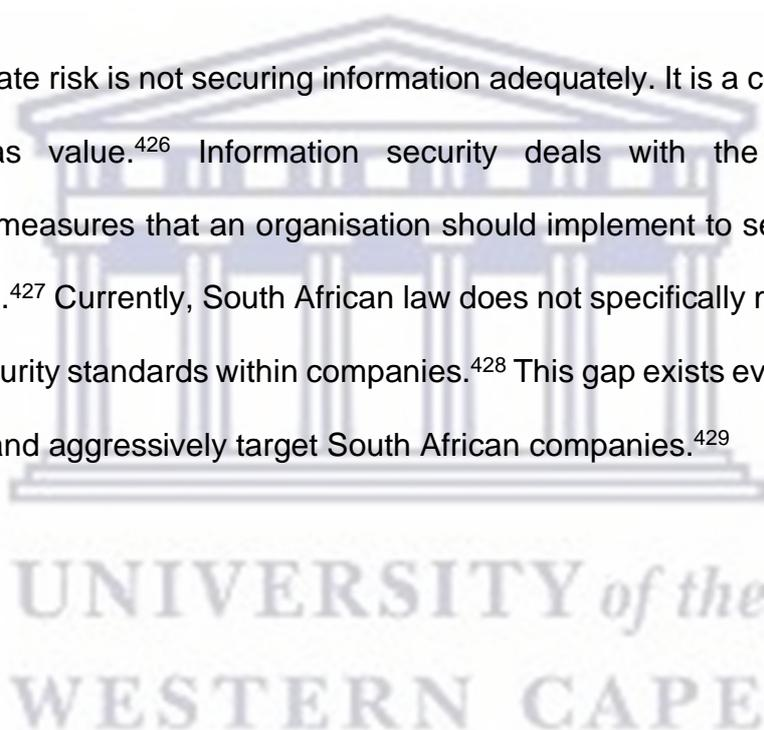 ate risk is not securing information adequately. It is a c
as value.426 Information security deals with the
measures that an organisation should implement to se
.427 Currently, South African law does not specifically r
urity standards within companies.428 This gap exists ev
and aggressively target South African companies.429
UNIVERSITY of the
WESTERN CAPE